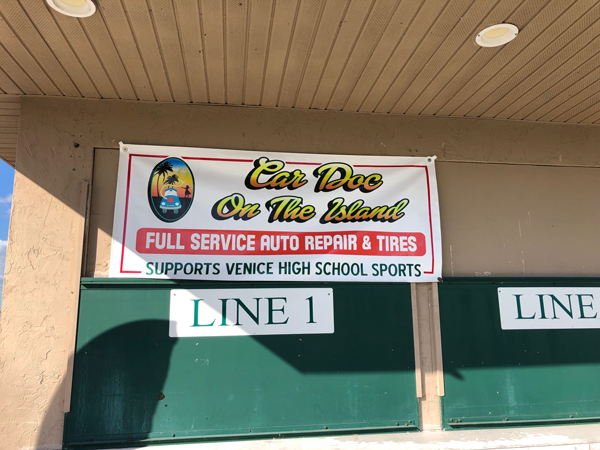 Car Doc
On The Island
FULL SERVICE AUTO REPAIR & TIRES
SUPPORTS VENICE HIGH SCHOOL SPORTS
LINE 1
LINE